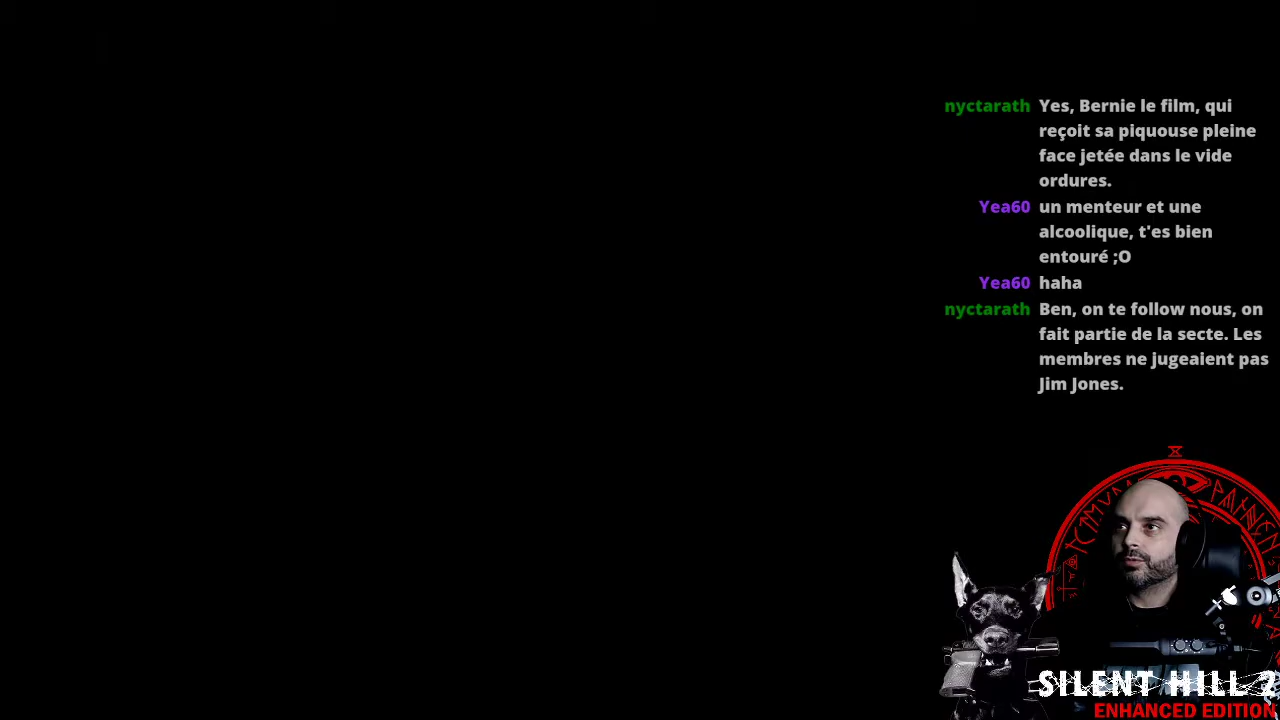 nyctarath Yes, Bernie le film, qui
reçoit sa piquouse pleine
face jetée dans le vide
ordures.
Yea60 un menteur et une
alcoolique, t'es bien
entouré ;O
Yea60 haha
nyctarath Ben, on te follow nous, on
fait partie de la secte. Les
membres ne jugeaient pas
Jim Jones.
SILENT HILL 2
ENHANCED EDITION